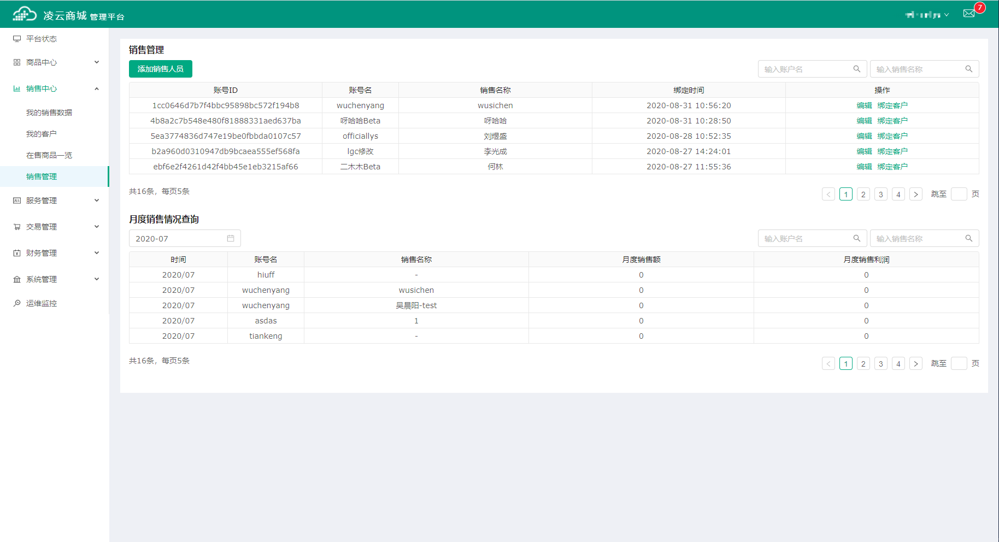 凌云商城 管理平台
7
平台状态
商品中心
销售中心
我的销售数据
我的客户
在售商品一览
销售管理
服务管理
交易管理
财务管理
系统管理
运维监控
销售管理
添加销售人员
输入账户名 输入销售名称
账号ID 账号名 销售名称 绑定时间 操作
1cc0646d7b7f4bbc95898bc572f194b8 wuchenyang wusichen 2020-08-31 10:56:20 编辑 绑定客户
4b8a2c7b548e480f81888331aed637ba 呀哈哈Beta 呀哈哈 2020-08-31 10:28:50 编辑 绑定客户
5ea3774836d747e19be0fbbda0107c57 officiallys 刘煜盛 2020-08-28 10:52:35 编辑 绑定客户
b2a960d0310947db9bcaea555ef568fa lgc修改 李光成 2020-08-27 14:24:01 编辑 绑定客户
ebf6e2f4261d42f4bb45e1eb3215af66 二木木Beta 何林 2020-08-27 11:55:36 编辑 绑定客户
共16条，每页5条
< 1 2 3 4 > 跳至 页
月度销售情况查询
2020-07
输入账户名 输入销售名称
时间 账号名 销售名称 月度销售额 月度销售利润
2020/07 hiuff - 0 0
2020/07 wuchenyang wusichen 0 0
2020/07 wuchenyang 吴晨阳-test 0 0
2020/07 asdas 1 0 0
2020/07 tiankeng - 0 0
共16条，每页5条
< 1 2 3 4 > 跳至 页